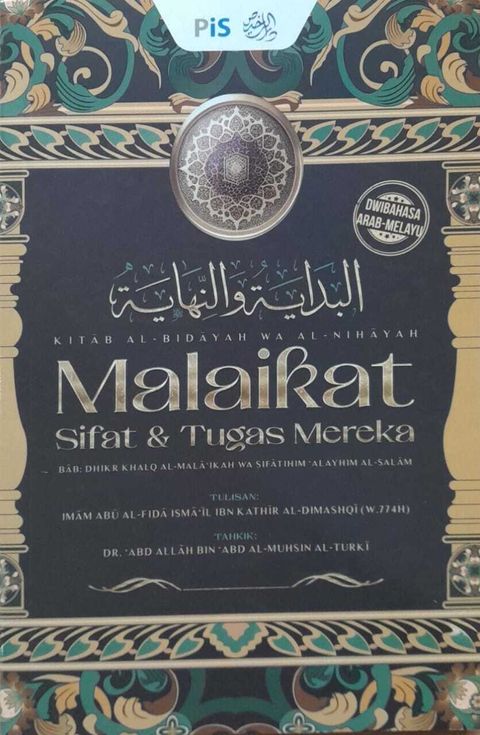 PiS
DWIBAHASA
ARAB-MELAYU
البداية والنهاية
KITĀB AL-BIDĀYAH WA AL-NIHĀYAH
Malaikat
Sifat & Tugas Mereka
BĀB: DHIKR KHALQ AL-MALĀ'IKAH WA ṢIFĀTIHIM 'ALAYHIM AL-SALĀM
TULISAN:
IMĀM ABŪ AL-FIDĀ ISMĀ'ĪL IBN KATHĪR AL-DIMASHQĪ (W.774H)
TAHKIK:
DR. 'ABD ALLĀH BIN 'ABD AL-MUHSIN AL-TURKĪ